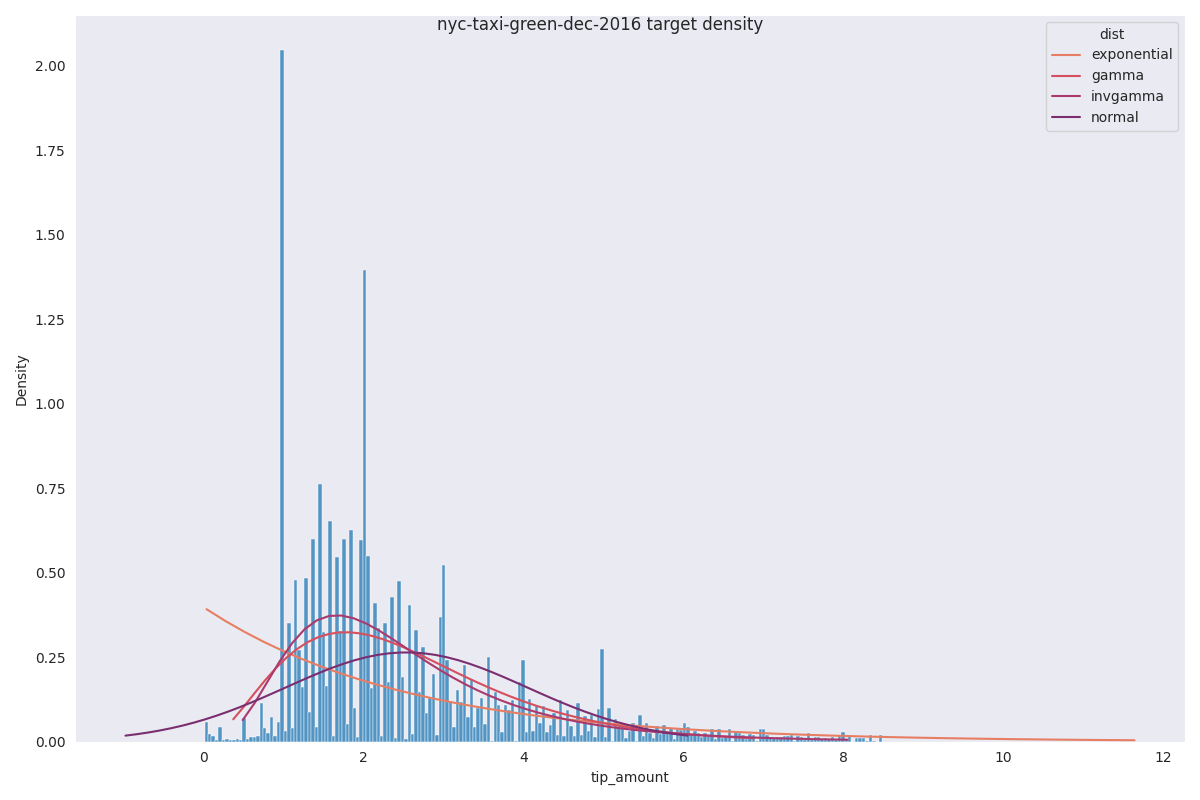 nyc-taxi-green-dec-2016 target density
dist
exponential
gamma
invgamma
normal
2.00
1.75
1.50
1.25
1.00
0.75
0.50
0.25
0.00
Density
0 2 4 6 8 10 12
tip_amount